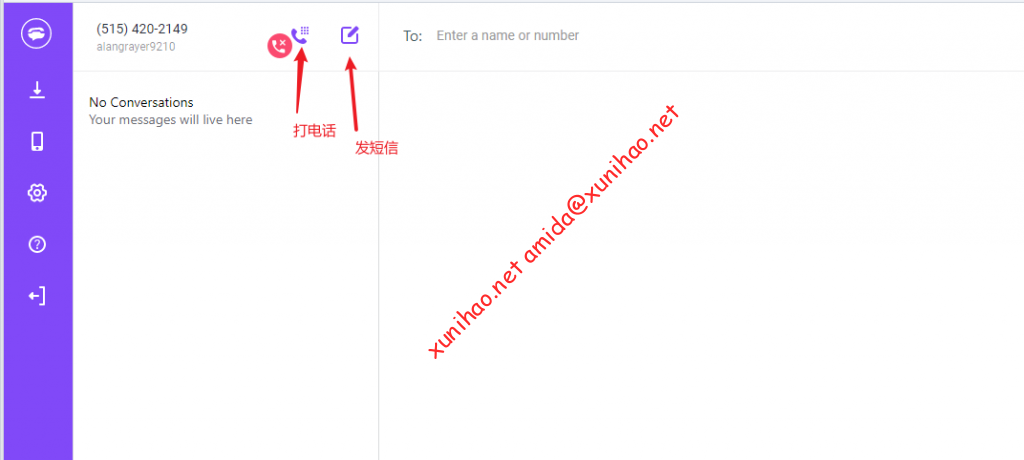 (515) 420-2149
alangrayer9210
To: Enter a name or number
No Conversations
Your messages will live here
打电话
发短信
xunihao.net amida@xunihao.net